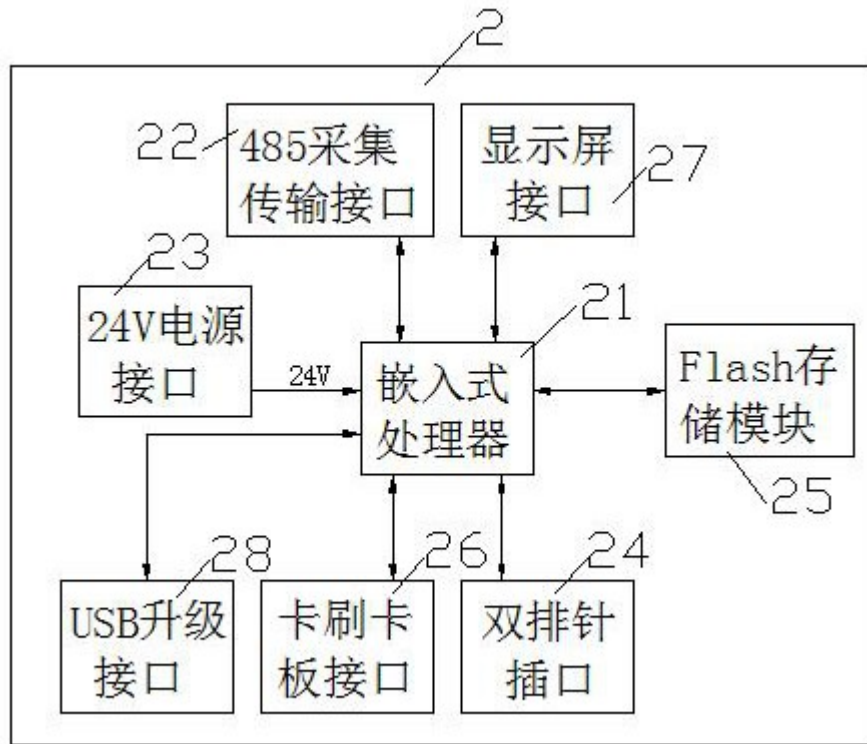 2
22
485采集
传输接口
显示屏
接口
27
23
24V电源
接口
24V
21
嵌入式
处理器
Flash存
储模块
25
28
USB升级
接口
26
卡刷卡
板接口
24
双排针
插口